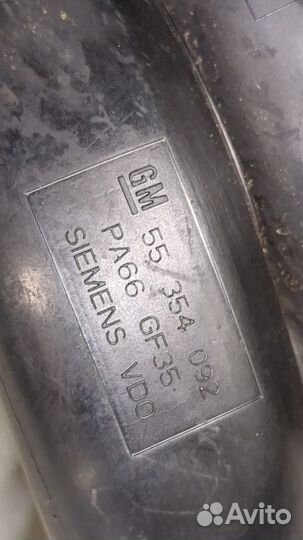 GM 55 354 092
PA66 GF35
SIEMENS VDO
Avito